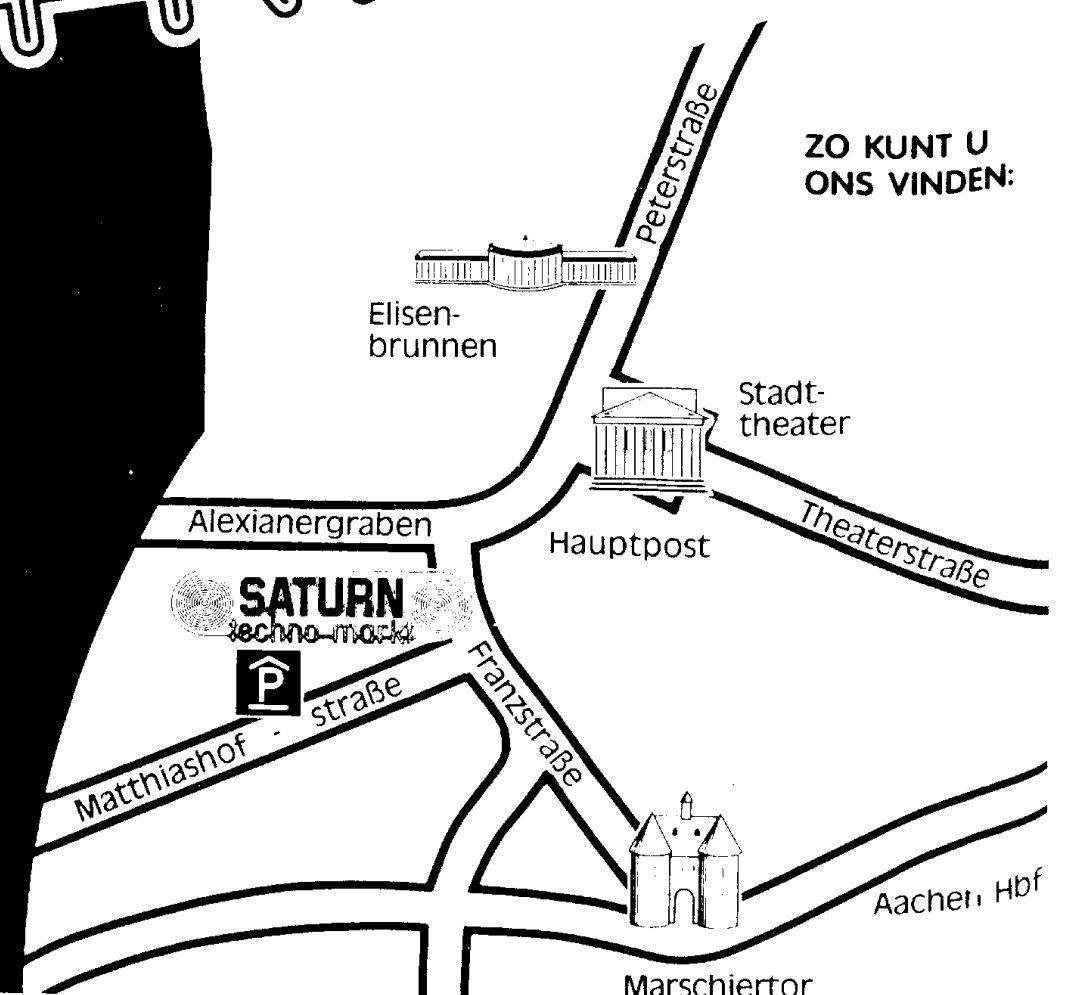 Peterstraße
ZO KUNT U
ONS VINDEN:
Elisen-
brunnen
Stadt-
theater
Alexianergraben
Hauptpost
Theaterstraße
SATURN
techno-markt
P
Matthiashof - straße
Franzstraße
Aachen Hbf
Marschiertor